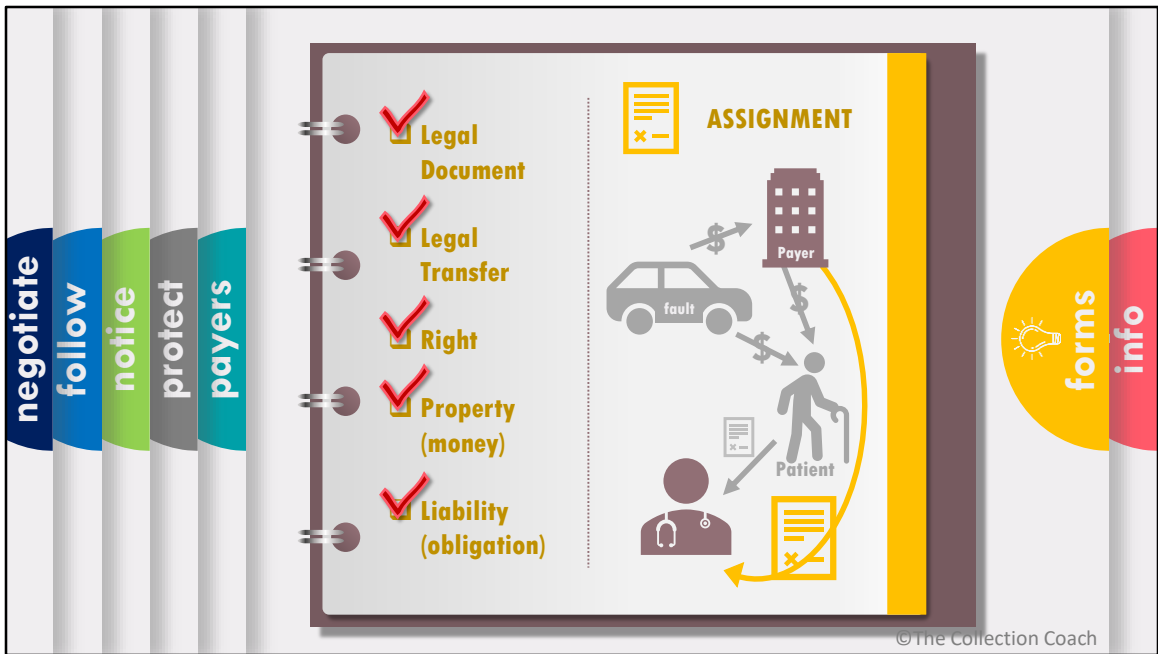 negotiate
follow
notice
protect
payers
Legal
Document
Legal
Transfer
Right
Property
(money)
Liability
(obligation)
ASSIGNMENT
Payer
$
fault
$
$
Patient
forms
info
©The Collection Coach